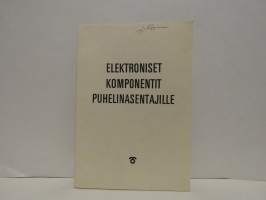 ELEKTRONISET
KOMPONENTIT
PUHELINASENTAJILLE